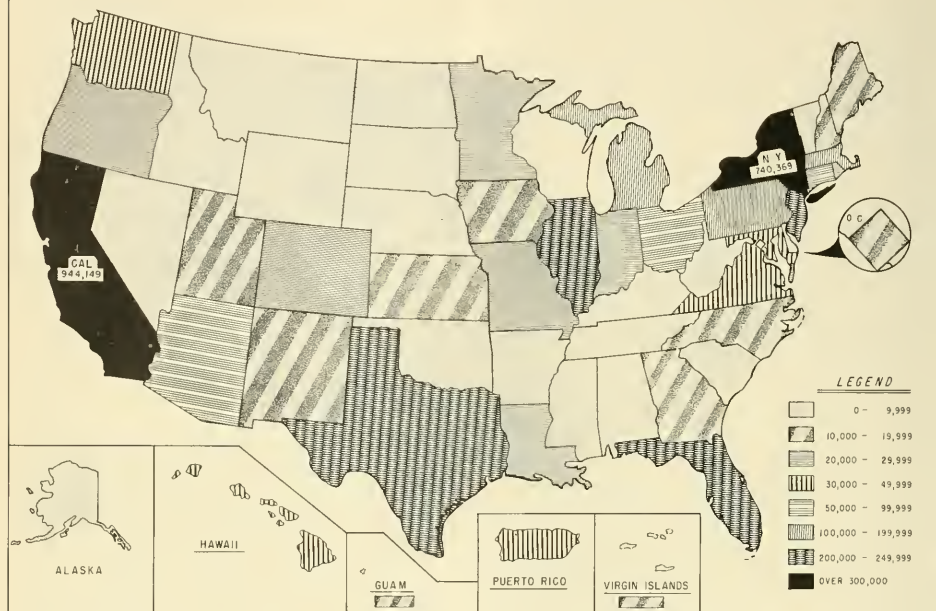 N Y
740,369
D C
CAL
944,149
LEGEND
0 - 9,999
10,000 - 19,999
20,000 - 29,999
30,000 - 49,999
50,000 - 99,999
100,000 - 199,999
200,000 - 249,999
OVER 300,000
ALASKA
HAWAII
GUAM
PUERTO RICO
VIRGIN ISLANDS